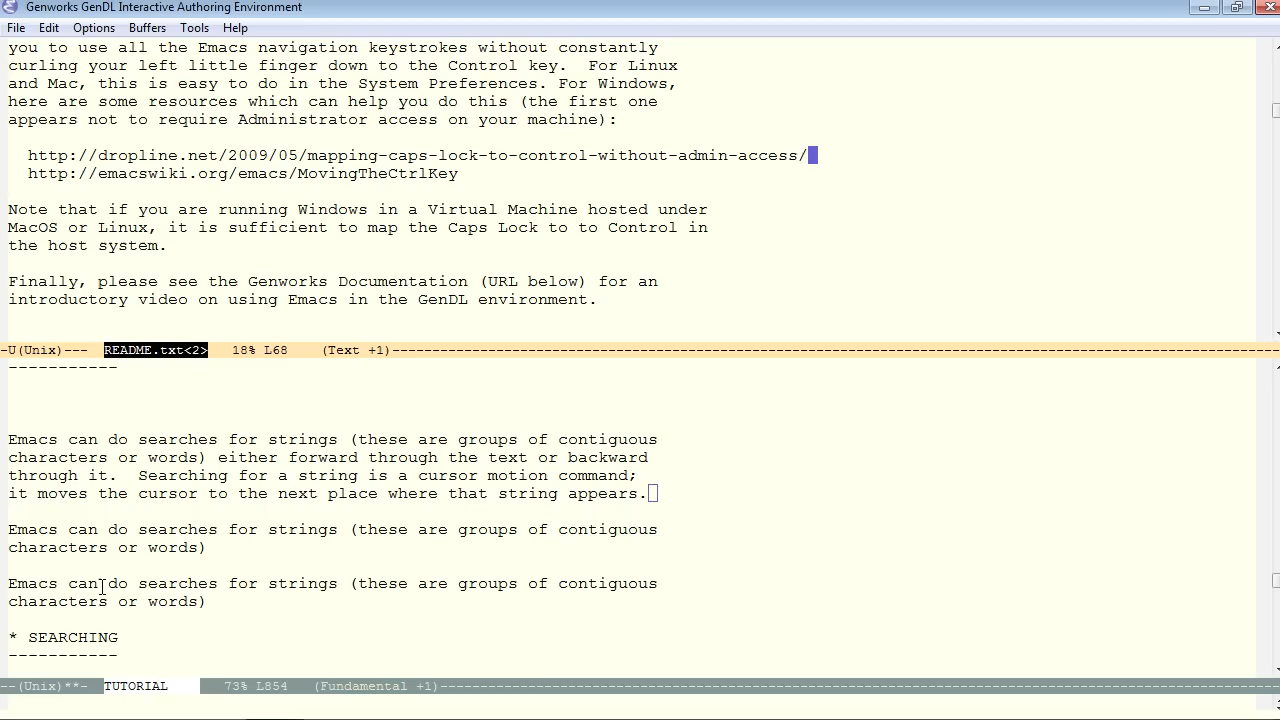 Genworks GenDL Interactive Authoring Environment
File Edit Options Buffers Tools Help
you to use all the Emacs navigation keystrokes without constantly
curling your left little finger down to the Control key.  For Linux
and Mac, this is easy to do in the System Preferences. For Windows,
here are some resources which can help you do this (the first one
appears not to require Administrator access on your machine):
http://dropline.net/2009/05/mapping-caps-lock-to-control-without-admin-access/
http://emacswiki.org/emacs/MovingTheCtrlKey
Note that if you are running Windows in a Virtual Machine hosted under
MacOS or Linux, it is sufficient to map the Caps Lock to to Control in
the host system.
Finally, please see the Genworks Documentation (URL below) for an
introductory video on using Emacs in the GenDL environment.
-U(Unix)---  README.txt<2>   18% L68    (Text +1)----------
-----------
Emacs can do searches for strings (these are groups of contiguous
characters or words) either forward through the text or backward
through it.  Searching for a string is a cursor motion command;
it moves the cursor to the next place where that string appears.
Emacs can do searches for strings (these are groups of contiguous
characters or words)
Emacs can do searches for strings (these are groups of contiguous
characters or words)
* SEARCHING
-----------
--(Unix)**-  TUTORIAL       73% L854   (Fundamental +1)----------